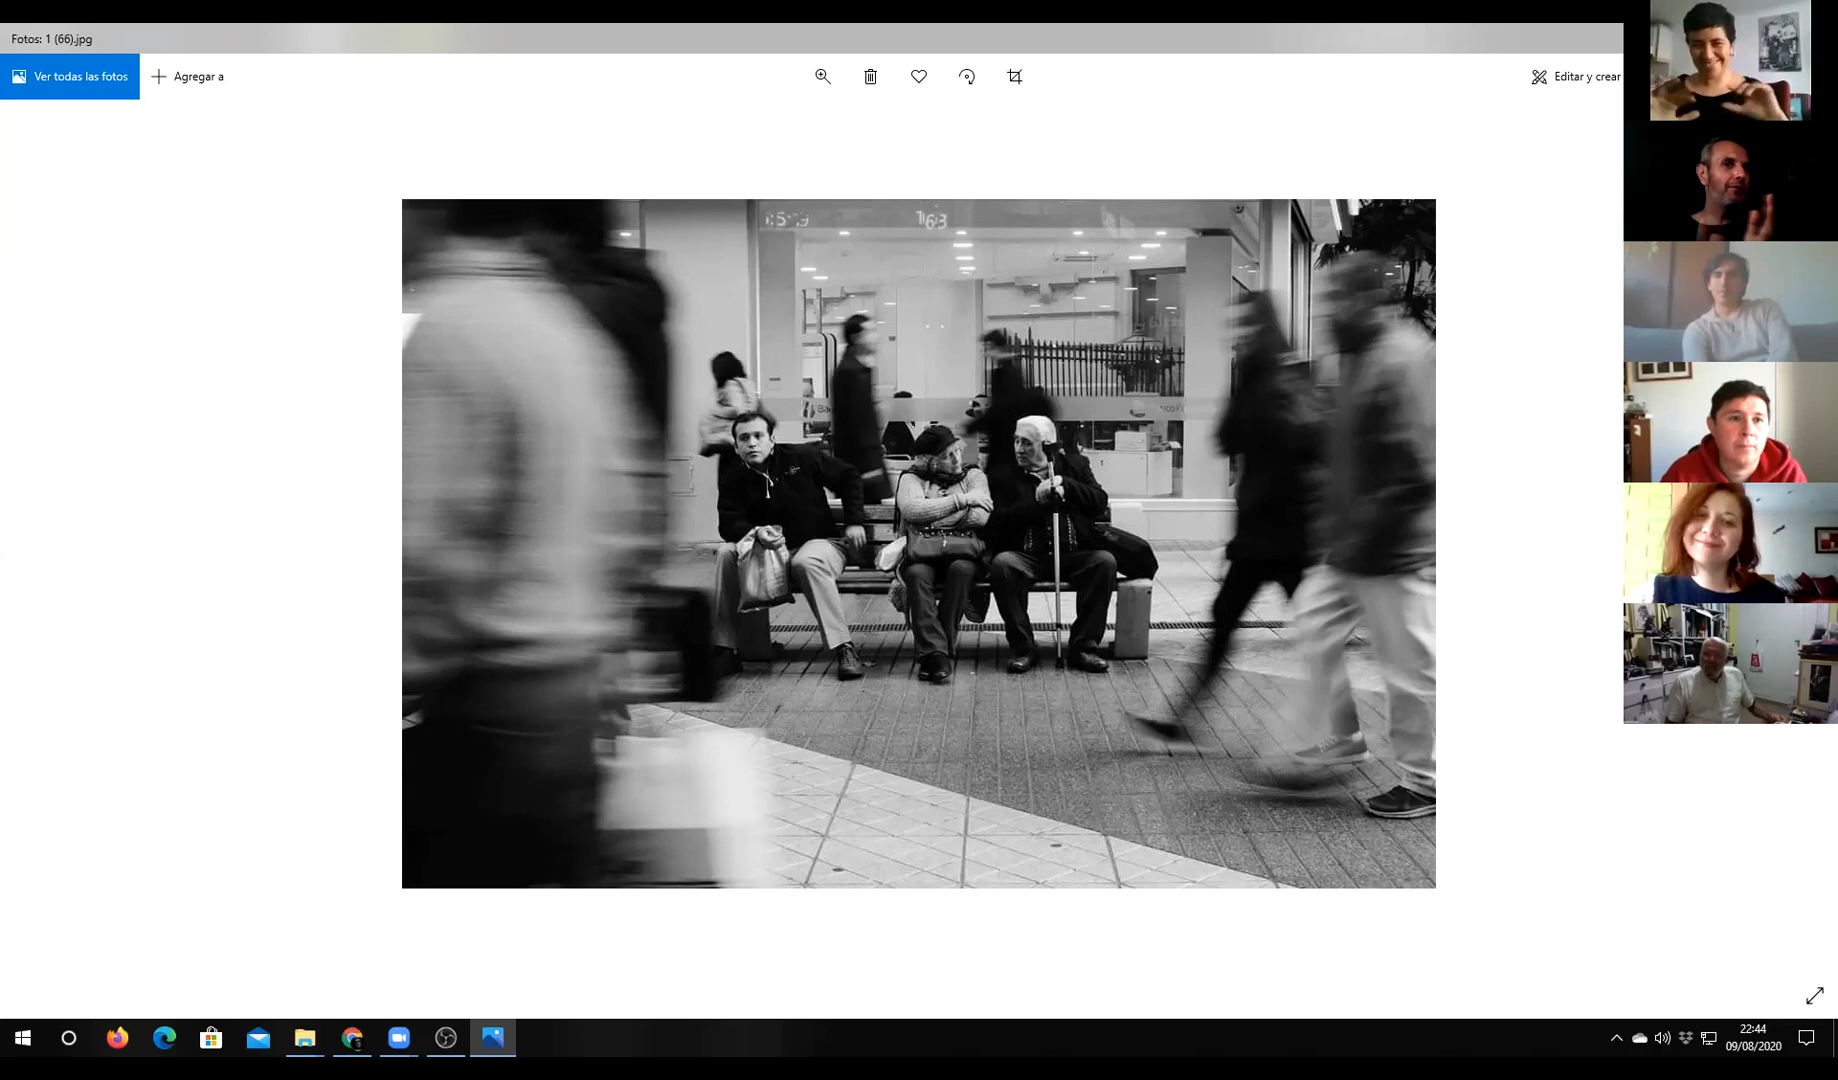 Fotos: 1 (66).jpg
Ver todas las fotos
Agregar a
Editar y crear
22:44
09/08/2020